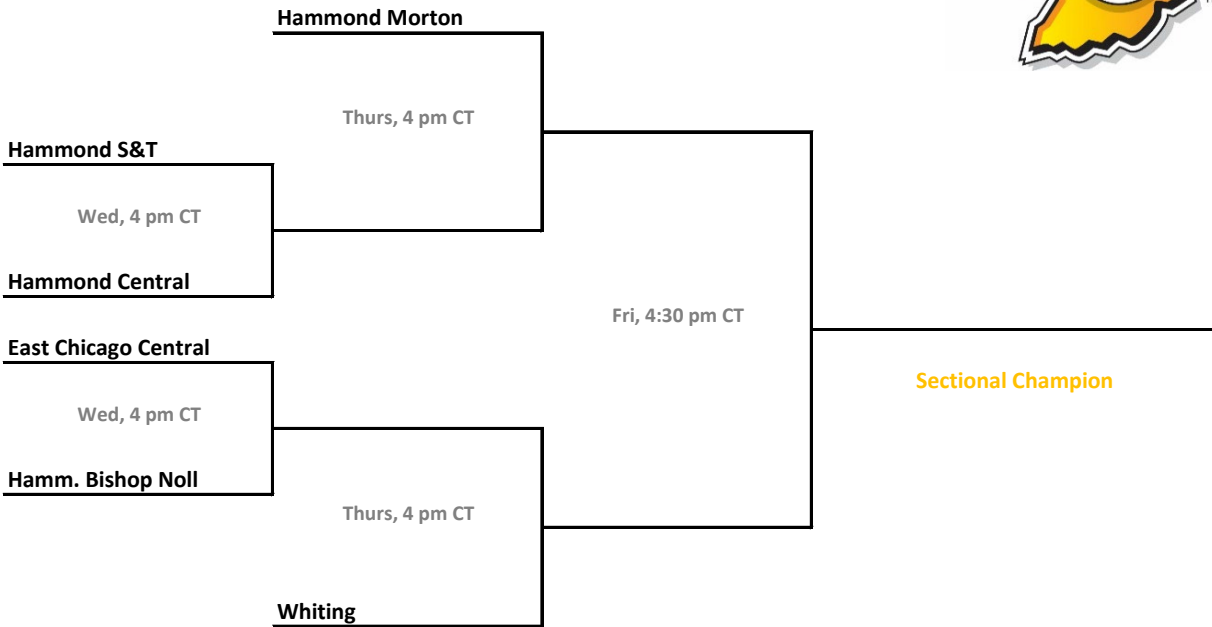 Hammond Morton
Thurs, 4 pm CT
Hammond S&T
Wed, 4 pm CT
Hammond Central
Fri, 4:30 pm CT
East Chicago Central
Sectional Champion
Wed, 4 pm CT
Hamm. Bishop Noll
Thurs, 4 pm CT
Whiting